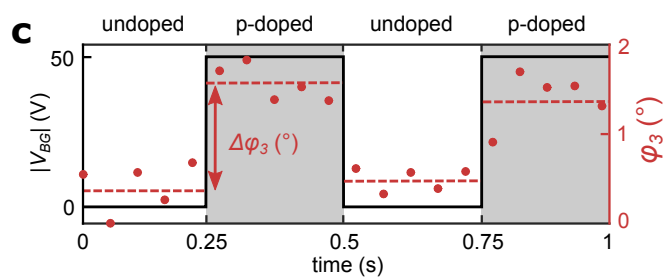 c
undoped p-doped undoped p-doped
50
0
|V_BG| (V)
Δφ₃ (°)
2
1
0
φ₃ (°)
0 0.25 0.5 0.75 1
time (s)